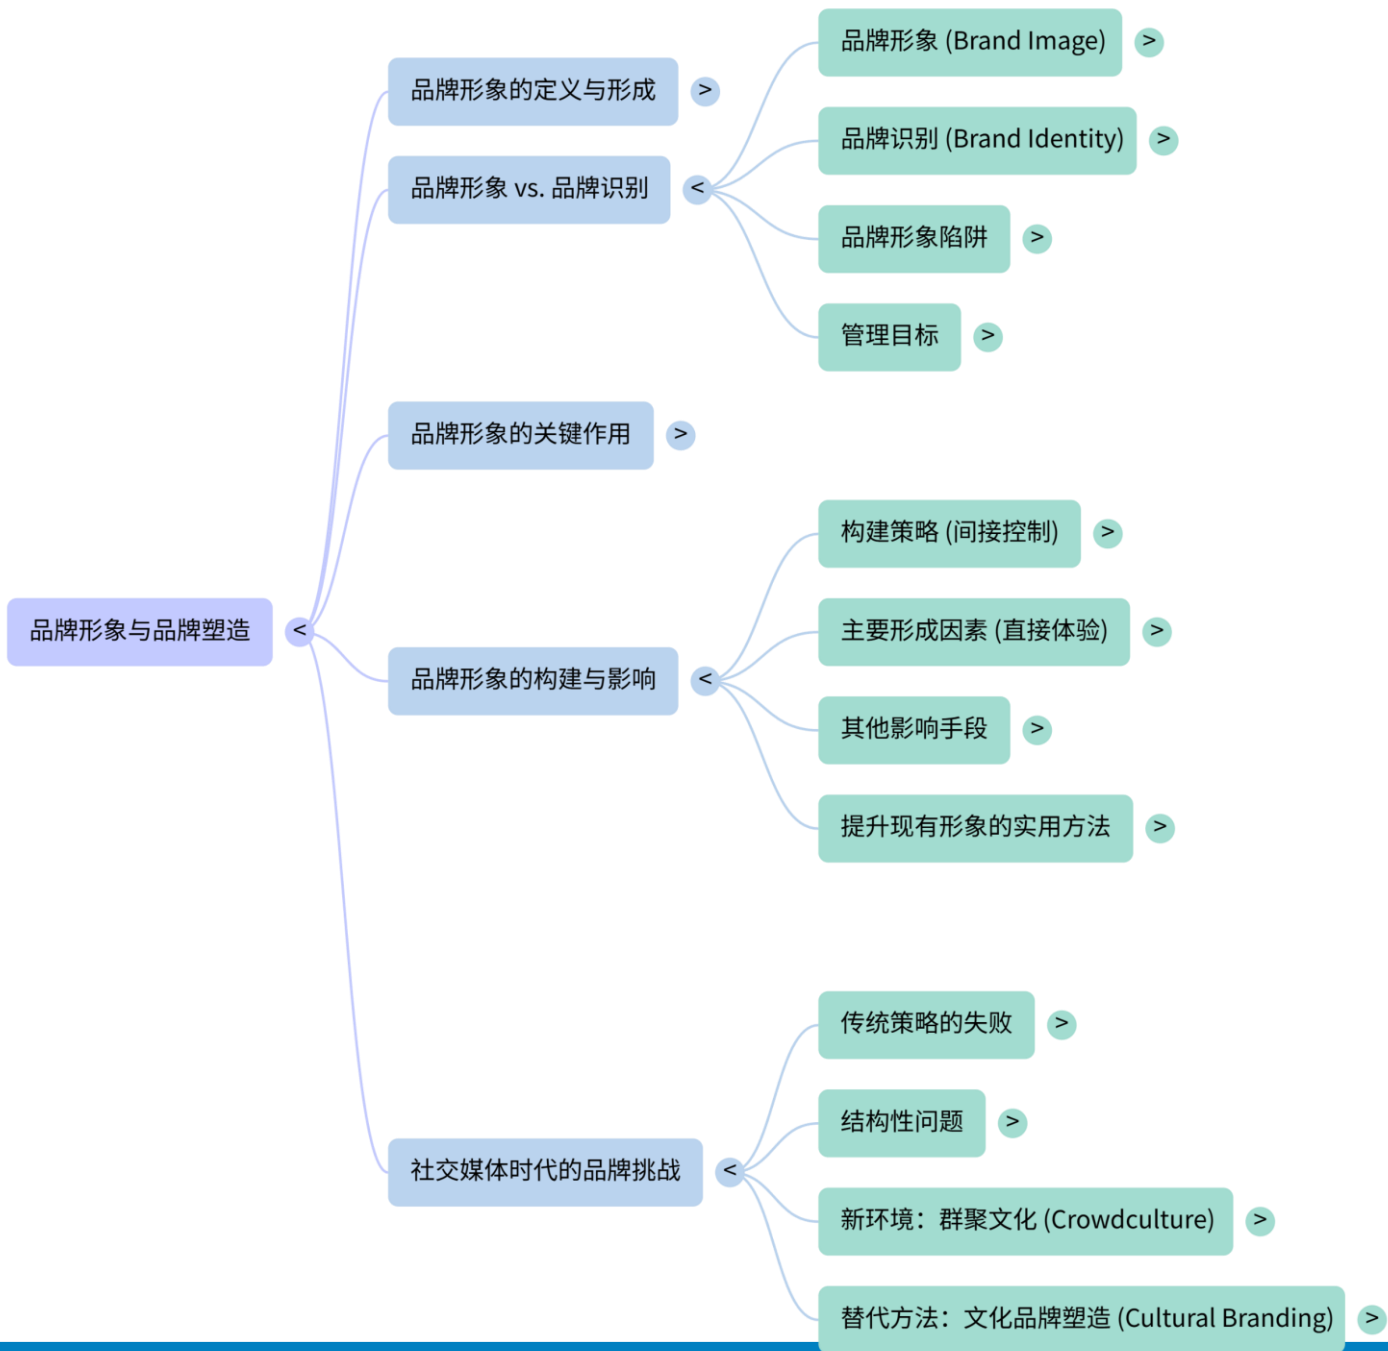 品牌形象与品牌塑造
<
品牌形象的定义与形成
>
品牌形象 vs. 品牌识别
<
品牌形象 (Brand Image)
>
品牌识别 (Brand Identity)
>
品牌形象陷阱
>
管理目标
>
品牌形象的关键作用
>
品牌形象的构建与影响
<
构建策略 (间接控制)
>
主要形成因素 (直接体验)
>
其他影响手段
>
提升现有形象的实用方法
>
社交媒体时代的品牌挑战
<
传统策略的失败
>
结构性问题
>
新环境：群聚文化 (Crowdculture)
>
替代方法：文化品牌塑造 (Cultural Branding)
>